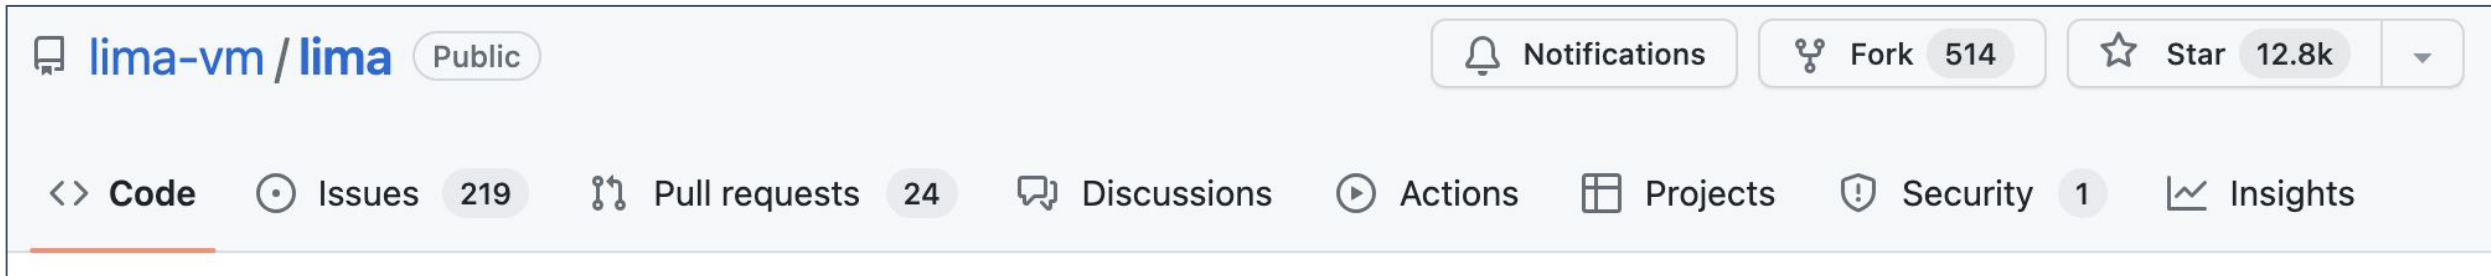 lima-vm / lima Public Notifications Fork 514 Star 12.8k
Code Issues 219 Pull requests 24 Discussions Actions Projects Security 1 Insights